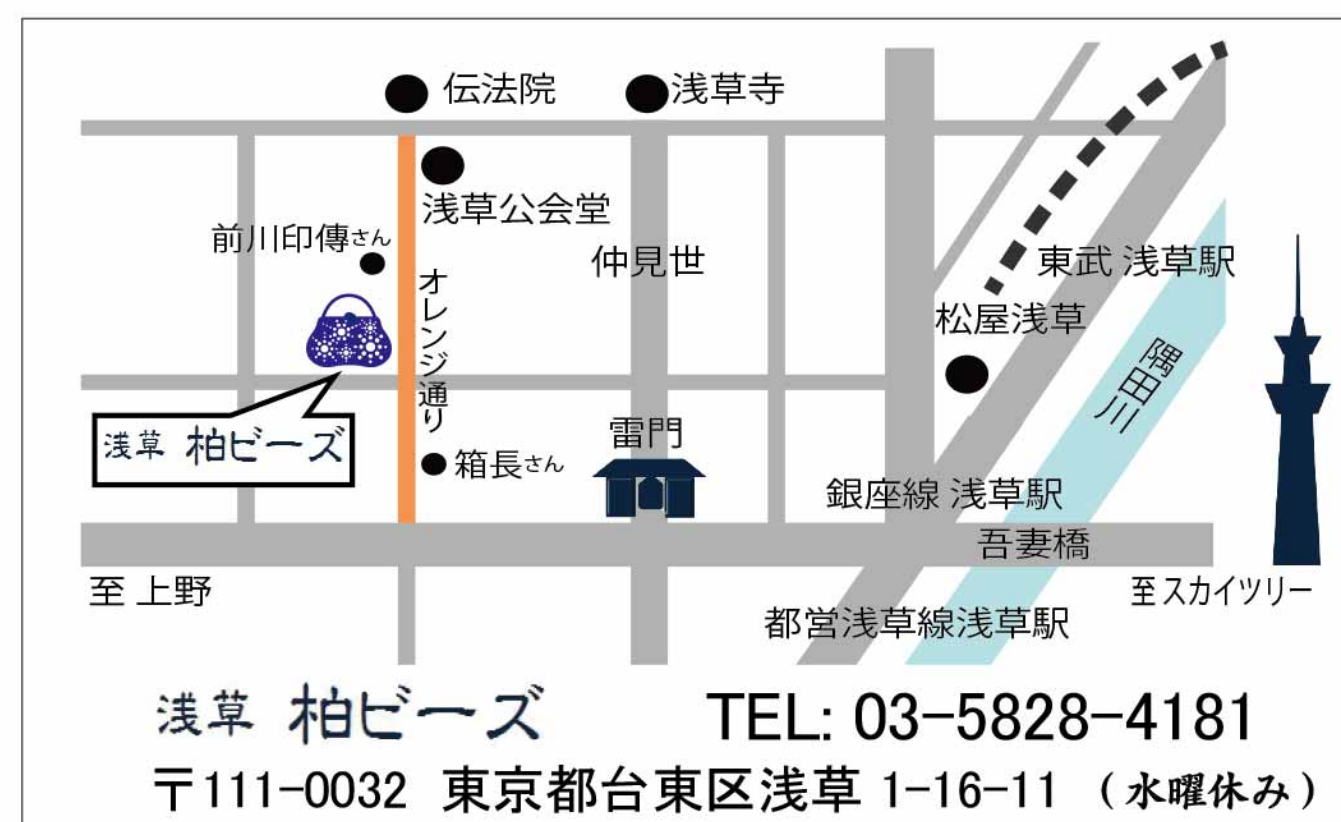 伝法院
浅草寺
浅草公会堂
前川印傳さん
仲見世
東武 浅草駅
オレンジ通り
松屋浅草
隅田川
浅草 柏ビーズ
雷門
箱長さん
銀座線 浅草駅
吾妻橋
至 上野
至 スカイツリー
都営浅草線浅草駅
浅草 柏ビーズ TEL: 03-5828-4181
〒111-0032 東京都台東区浅草 1-16-11 (水曜休み)